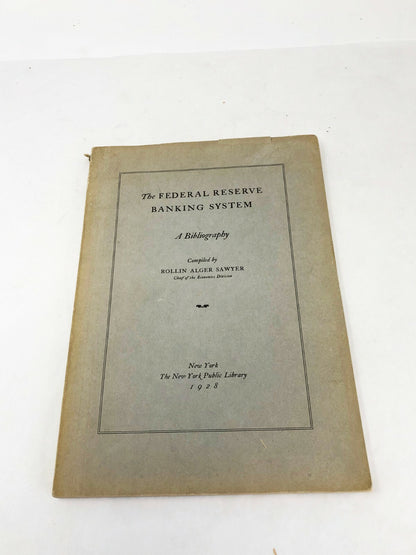 The FEDERAL RESERVE
BANKING SYSTEM
A Bibliography
Compiled by
ROLLIN ALGER SAWYER
Chief of the Economics Division
New York
The New York Public Library
1928